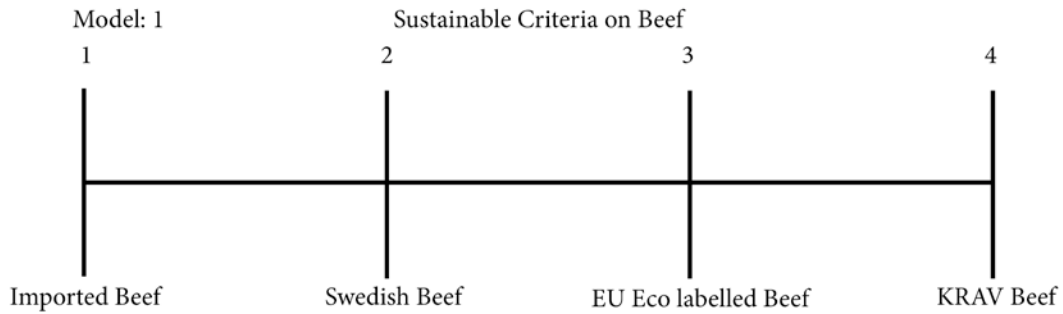 Model: 1 Sustainable Criteria on Beef
1 2 3 4
Imported Beef Swedish Beef EU Eco labelled Beef KRAV Beef